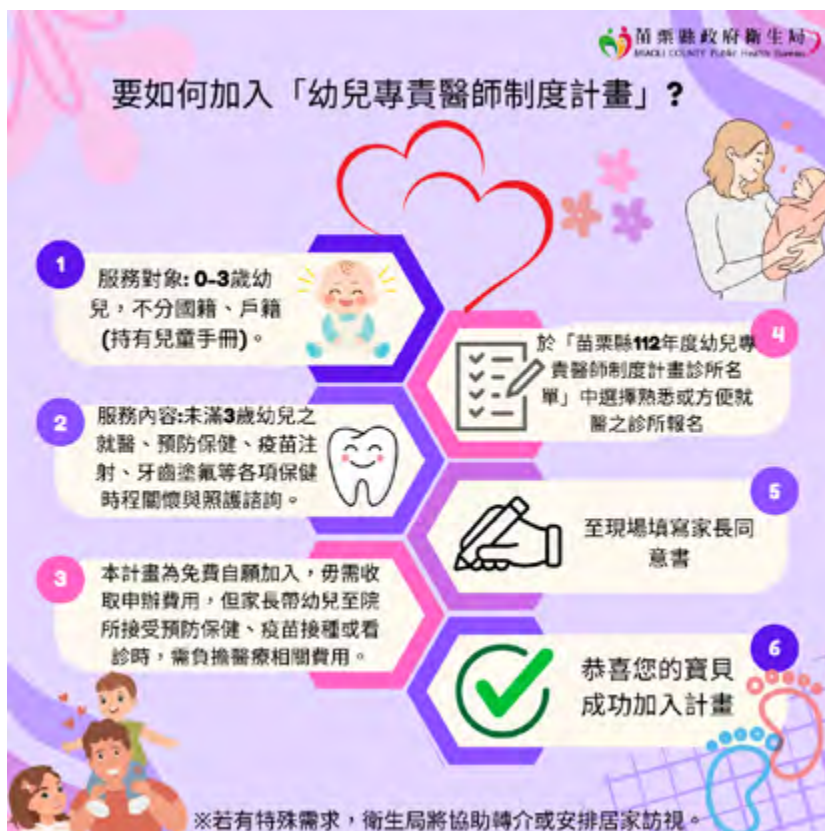 苗栗縣政府衛生局
MIAOLI COUNTY Public Health Bureau
要如何加入「幼兒專責醫師制度計畫」?
1
服務對象: 0-3歲幼
兒，不分國籍、戶籍
(持有兒童手冊)。
2
服務內容:未滿3歲幼兒之
就醫、預防保健、疫苗注
射、牙齒塗氟等各項保健
時程關懷與照護諮詢。
3
本計畫為免費自願加入，毋需收
取申辦費用，但家長帶幼兒至院
所接受預防保健、疫苗接種或看
診時，需負擔醫療相關費用。
4
於「苗栗縣112年度幼兒專
責醫師制度計畫診所名
單」中選擇熟悉或方便就
醫之診所報名
5
至現場填寫家長同
意書
6
恭喜您的寶貝
成功加入計畫
※若有特殊需求，衛生局將協助轉介或安排居家訪視。